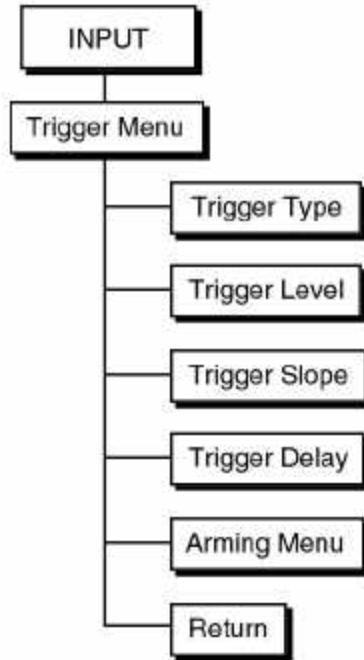 INPUT
Trigger Menu
Trigger Type
Trigger Level
Trigger Slope
Trigger Delay
Arming Menu
Return